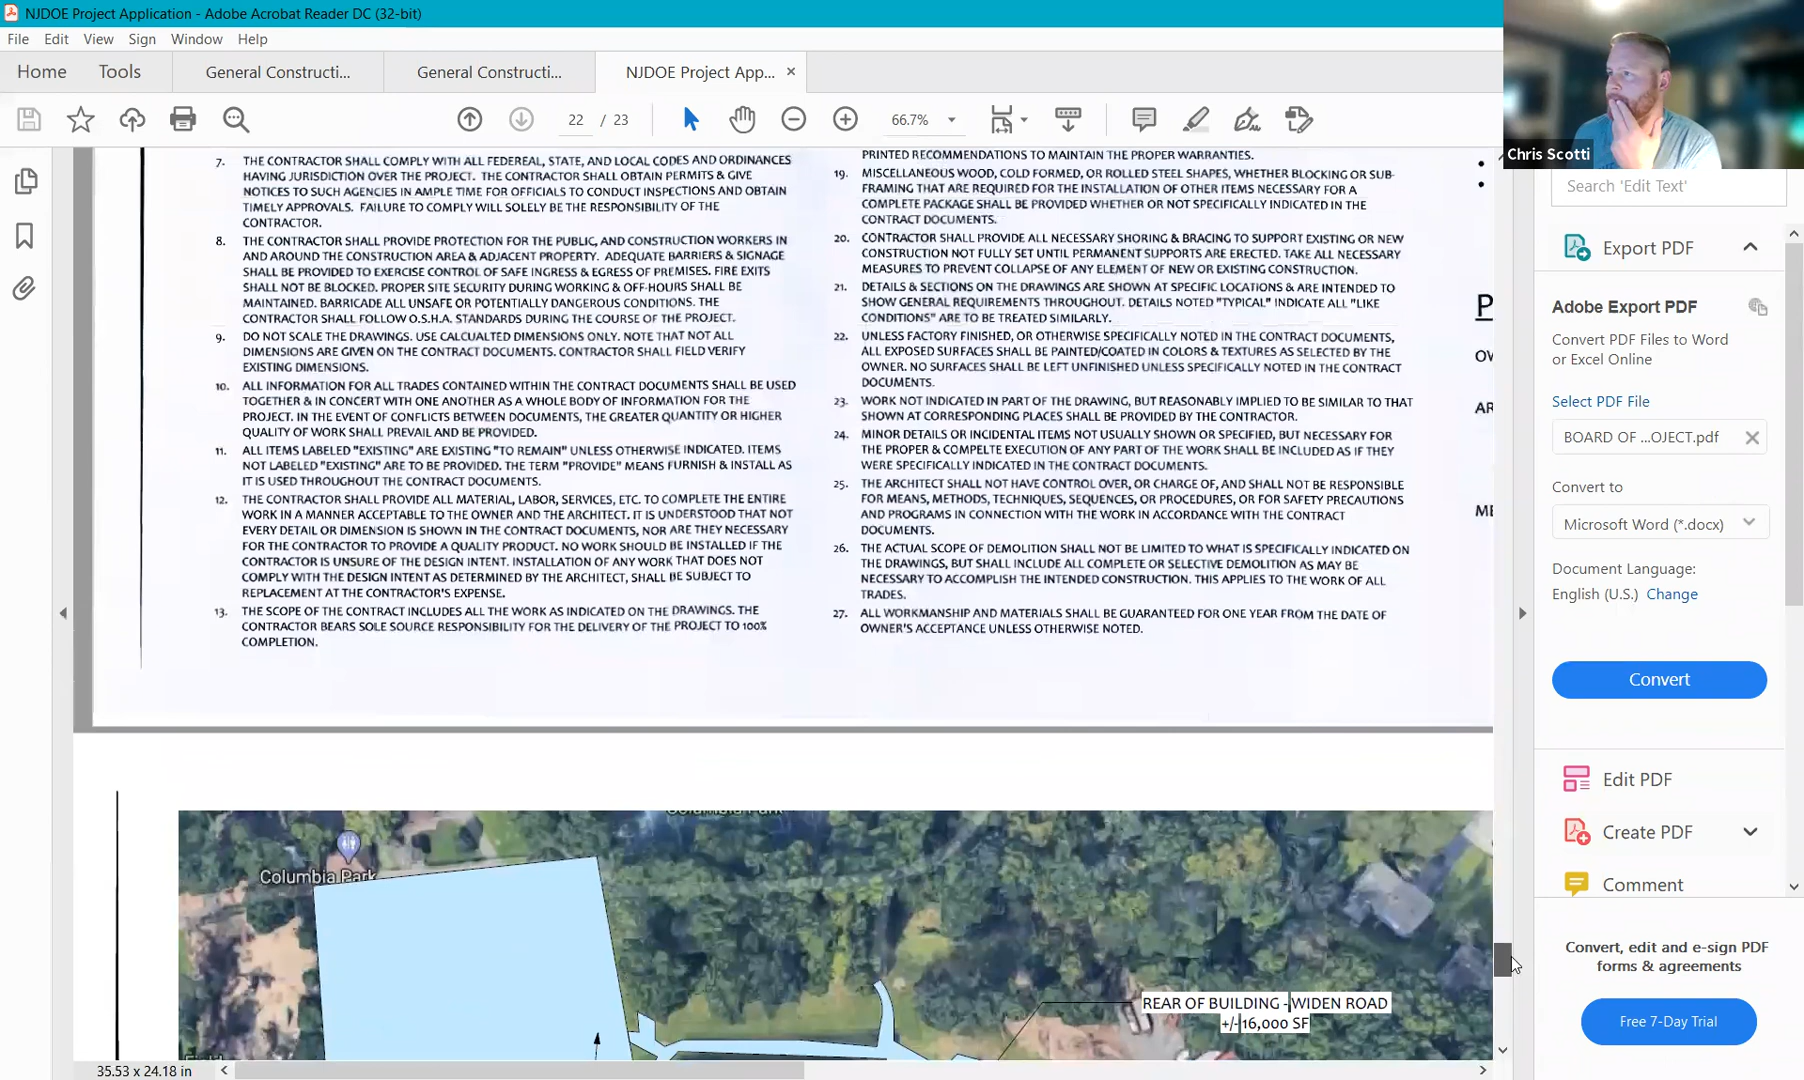 NJDOE Project Application - Adobe Acrobat Reader DC (32-bit)
File Edit View Sign Window Help
Home Tools General Constructi... General Constructi... NJDOE Project App... ×
22 / 23 66.7%
Chris Scotti
7. THE CONTRACTOR SHALL COMPLY WITH ALL FEDEREAL, STATE, AND LOCAL CODES AND ORDINANCES
HAVING JURISDICTION OVER THE PROJECT. THE CONTRACTOR SHALL OBTAIN PERMITS & GIVE
NOTICES TO SUCH AGENCIES IN AMPLE TIME FOR OFFICIALS TO CONDUCT INSPECTIONS AND OBTAIN
TIMELY APPROVALS. FAILURE TO COMPLY WILL SOLELY BE THE RESPONSIBILITY OF THE
CONTRACTOR.
8. THE CONTRACTOR SHALL PROVIDE PROTECTION FOR THE PUBLIC, AND CONSTRUCTION WORKERS IN
AND AROUND THE CONSTRUCTION AREA & ADJACENT PROPERTY. ADEQUATE BARRIERS & SIGNAGE
SHALL BE PROVIDED TO EXERCISE CONTROL OF SAFE INGRESS & EGRESS OF PREMISES. FIRE EXITS
SHALL NOT BE BLOCKED. PROPER SITE SECURITY DURING WORKING & OFF-HOURS SHALL BE
MAINTAINED. BARRICADE ALL UNSAFE OR POTENTIALLY DANGEROUS CONDITIONS. THE
CONTRACTOR SHALL FOLLOW O.S.H.A. STANDARDS DURING THE COURSE OF THE PROJECT.
9. DO NOT SCALE THE DRAWINGS. USE CALCUALTED DIMENSIONS ONLY. NOTE THAT NOT ALL
DIMENSIONS ARE GIVEN ON THE CONTRACT DOCUMENTS. CONTRACTOR SHALL FIELD VERIFY
EXISTING DIMENSIONS.
10. ALL INFORMATION FOR ALL TRADES CONTAINED WITHIN THE CONTRACT DOCUMENTS SHALL BE USED
TOGETHER & IN CONCERT WITH ONE ANOTHER AS A WHOLE BODY OF INFORMATION FOR THE
PROJECT. IN THE EVENT OF CONFLICTS BETWEEN DOCUMENTS, THE GREATER QUANTITY OR HIGHER
QUALITY OF WORK SHALL PREVAIL AND BE PROVIDED.
11. ALL ITEMS LABELED "EXISTING" ARE EXISTING "TO REMAIN" UNLESS OTHERWISE INDICATED. ITEMS
NOT LABELED "EXISTING" ARE TO BE PROVIDED. THE TERM "PROVIDE" MEANS FURNISH & INSTALL AS
IT IS USED THROUGHOUT THE CONTRACT DOCUMENTS.
12. THE CONTRACTOR SHALL PROVIDE ALL MATERIAL, LABOR, SERVICES, ETC. TO COMPLETE THE ENTIRE
WORK IN A MANNER ACCEPTABLE TO THE OWNER AND THE ARCHITECT. IT IS UNDERSTOOD THAT NOT
EVERY DETAIL OR DIMENSION IS SHOWN IN THE CONTRACT DOCUMENTS, NOR ARE THEY NECESSARY
FOR THE CONTRACTOR TO PROVIDE A QUALITY PRODUCT. NO WORK SHOULD BE INSTALLED IF THE
CONTRACTOR IS UNSURE OF THE DESIGN INTENT. INSTALLATION OF ANY WORK THAT DOES NOT
COMPLY WITH THE DESIGN INTENT AS DETERMINED BY THE ARCHITECT, SHALL BE SUBJECT TO
REPLACEMENT AT THE CONTRACTOR'S EXPENSE.
13. THE SCOPE OF THE CONTRACT INCLUDES ALL THE WORK AS INDICATED ON THE DRAWINGS. THE
CONTRACTOR BEARS SOLE SOURCE RESPONSIBILITY FOR THE DELIVERY OF THE PROJECT TO 100%
COMPLETION.
PRINTED RECOMMENDATIONS TO MAINTAIN THE PROPER WARRANTIES.
19. MISCELLANEOUS WOOD, COLD FORMED, OR ROLLED STEEL SHAPES, WHETHER BLOCKING OR SUB-
FRAMING THAT ARE REQUIRED FOR THE INSTALLATION OF OTHER ITEMS NECESSARY FOR A
COMPLETE PACKAGE SHALL BE PROVIDED WHETHER OR NOT SPECIFICALLY INDICATED IN THE
CONTRACT DOCUMENTS.
20. CONTRACTOR SHALL PROVIDE ALL NECESSARY SHORING & BRACING TO SUPPORT EXISTING OR NEW
CONSTRUCTION NOT FULLY SET UNTIL PERMANENT SUPPORTS ARE ERECTED. TAKE ALL NECESSARY
MEASURES TO PREVENT COLLAPSE OF ANY ELEMENT OF NEW OR EXISTING CONSTRUCTION.
21. DETAILS & SECTIONS ON THE DRAWINGS ARE SHOWN AT SPECIFIC LOCATIONS & ARE INTENDED TO
SHOW GENERAL REQUIREMENTS THROUGHOUT. DETAILS NOTED "TYPICAL" INDICATE ALL "LIKE
CONDITIONS" ARE TO BE TREATED SIMILARLY.
22. UNLESS FACTORY FINISHED, OR OTHERWISE SPECIFICALLY NOTED IN THE CONTRACT DOCUMENTS,
ALL EXPOSED SURFACES SHALL BE PAINTED/COATED IN COLORS & TEXTURES AS SELECTED BY THE
OWNER. NO SURFACES SHALL BE LEFT UNFINISHED UNLESS SPECIFICALLY NOTED IN THE CONTRACT
DOCUMENTS.
23. WORK NOT INDICATED IN PART OF THE DRAWING, BUT REASONABLY IMPLIED TO BE SIMILAR TO THAT
SHOWN AT CORRESPONDING PLACES SHALL BE PROVIDED BY THE CONTRACTOR.
24. MINOR DETAILS OR INCIDENTAL ITEMS NOT USUALLY SHOWN OR SPECIFIED, BUT NECESSARY FOR
THE PROPER & COMPELTE EXECUTION OF ANY PART OF THE WORK SHALL BE INCLUDED AS IF THEY
WERE SPECIFICALLY INDICATED IN THE CONTRACT DOCUMENTS.
25. THE ARCHITECT SHALL NOT HAVE CONTROL OVER, OR CHARGE OF, AND SHALL NOT BE RESPONSIBLE
FOR MEANS, METHODS, TECHNIQUES, SEQUENCES, OR PROCEDURES, OR FOR SAFETY PRECAUTIONS
AND PROGRAMS IN CONNECTION WITH THE WORK IN ACCORDANCE WITH THE CONTRACT
DOCUMENTS.
26. THE ACTUAL SCOPE OF DEMOLITION SHALL NOT BE LIMITED TO WHAT IS SPECIFICALLY INDICATED ON
THE DRAWINGS, BUT SHALL INCLUDE ALL COMPLETE OR SELECTIVE DEMOLITION AS MAY BE
NECESSARY TO ACCOMPLISH THE INTENDED CONSTRUCTION. THIS APPLIES TO THE WORK OF ALL
TRADES.
27. ALL WORKMANSHIP AND MATERIALS SHALL BE GUARANTEED FOR ONE YEAR FROM THE DATE OF
OWNER'S ACCEPTANCE UNLESS OTHERWISE NOTED.
P
OW
AR
ME
Columbia Park
Columbia Park
REAR OF BUILDING - WIDEN ROAD
+/- 16,000 SF
Field
35.53 x 24.18 in
Search 'Edit Text'
Export PDF
Adobe Export PDF
Convert PDF Files to Word
or Excel Online
Select PDF File
BOARD OF ...OJECT.pdf
Convert to
Microsoft Word (*.docx)
Document Language:
English (U.S.) Change
Convert
Edit PDF
Create PDF
Comment
Convert, edit and e-sign PDF
forms & agreements
Free 7-Day Trial